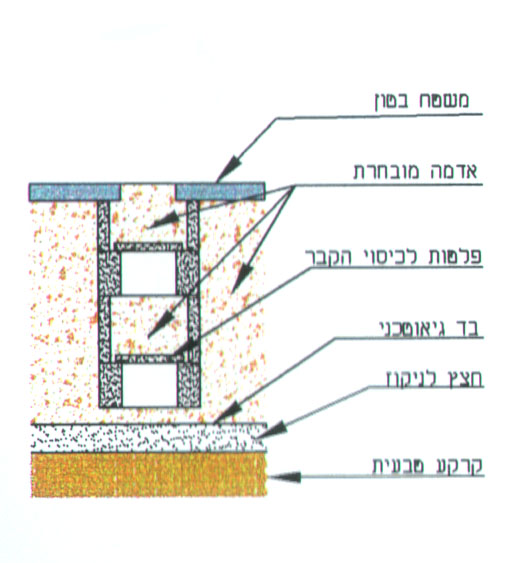 משטח בטון
אדמה מובחרת
פלטות לכיסוי הקבר
בד גיאוטכני
חצץ לניקוז
קרקע טבעית